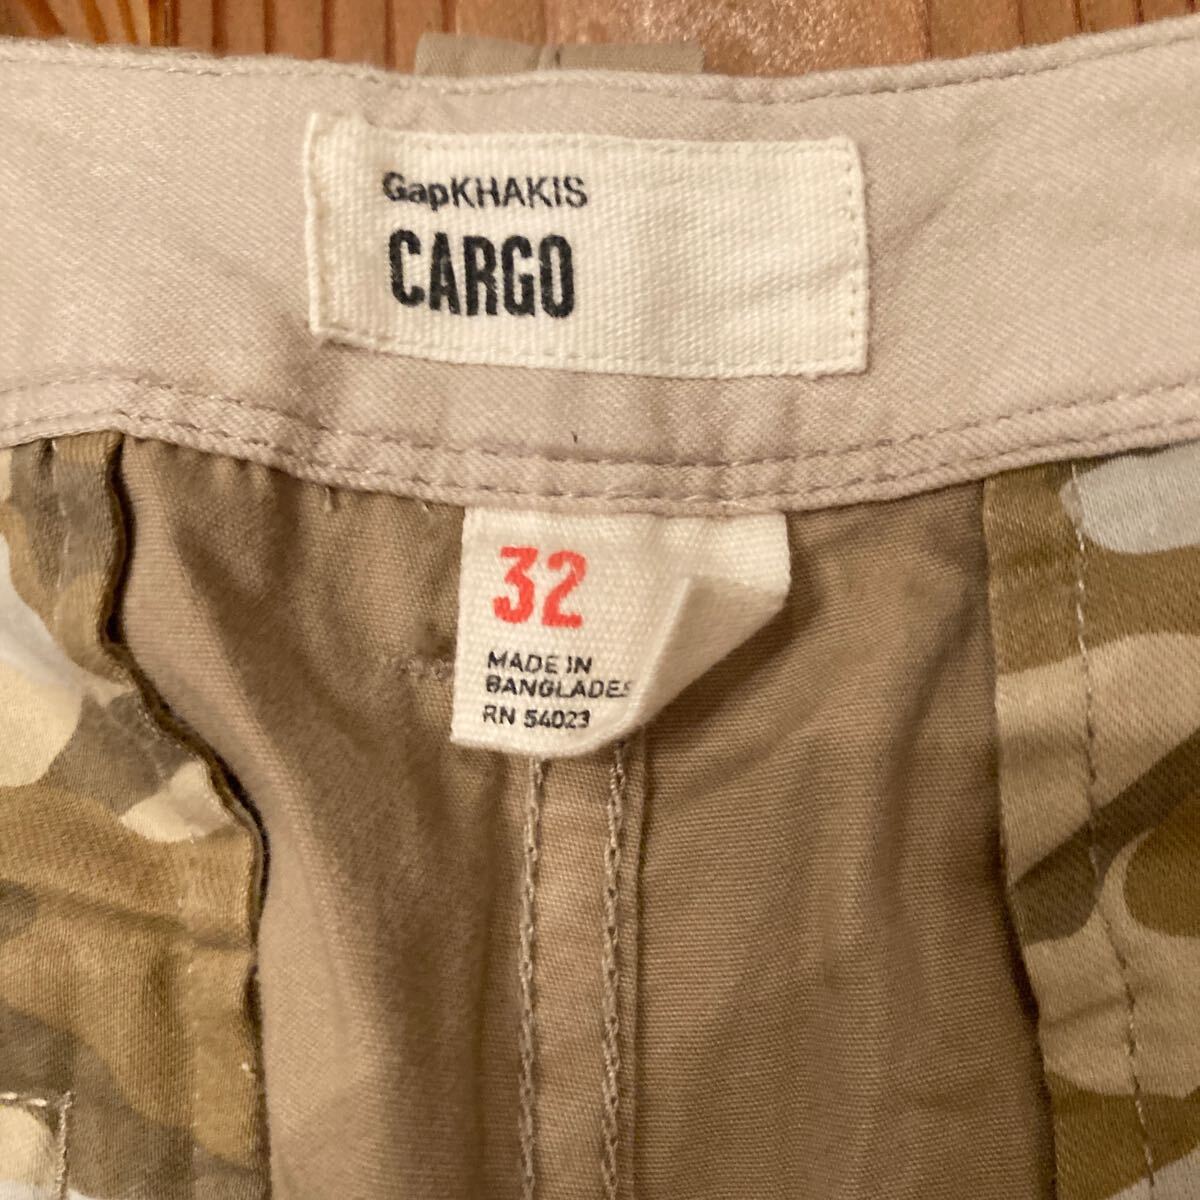 GapKHAKIS
CARGO
32
MADE IN
BANGLADES
RN 54023